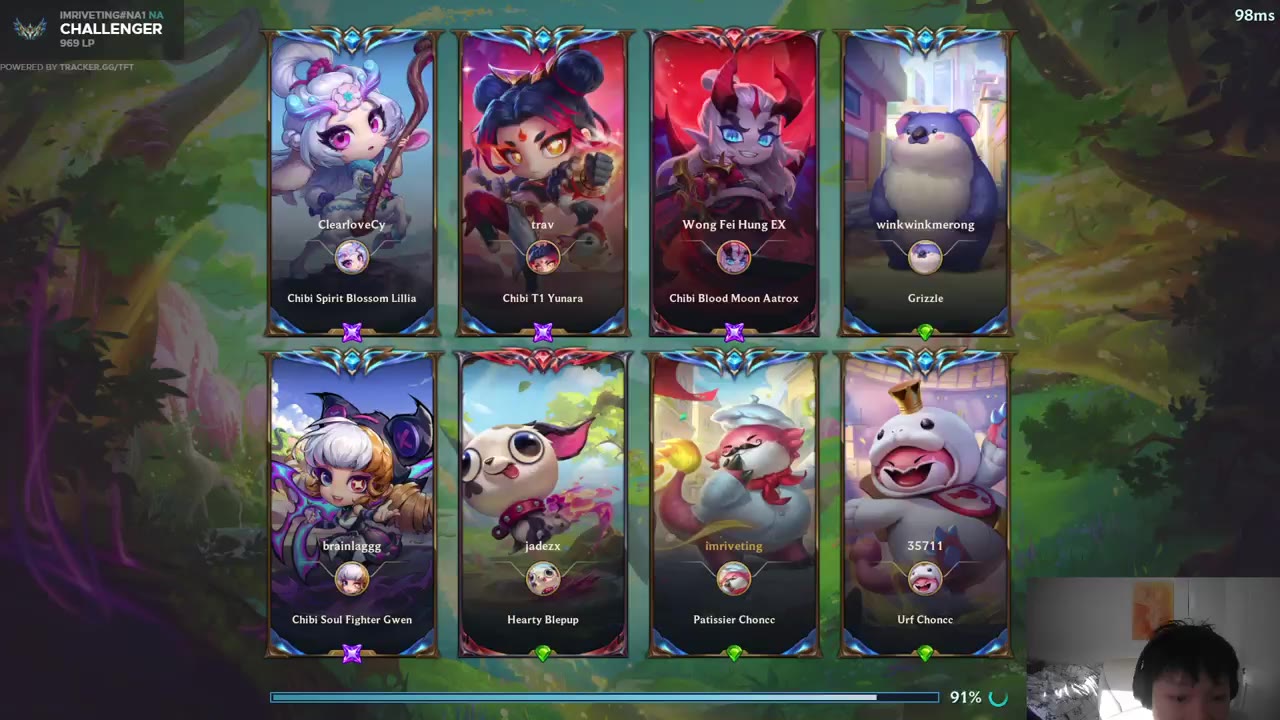 IMRIVETING#NA1 NA
CHALLENGER
969 LP
POWERED BY TRACKER.GG/TFT
98ms
ClearloveCy
Chibi Spirit Blossom Lillia
trav
Chibi T1 Yunara
Wong Fei Hung EX
Chibi Blood Moon Aatrox
winkwinkmerong
Grizzle
brainlaggg
Chibi Soul Fighter Gwen
jadezx
Hearty Blepup
imriveting
Patissier Choncc
35711
Urf Choncc
91%